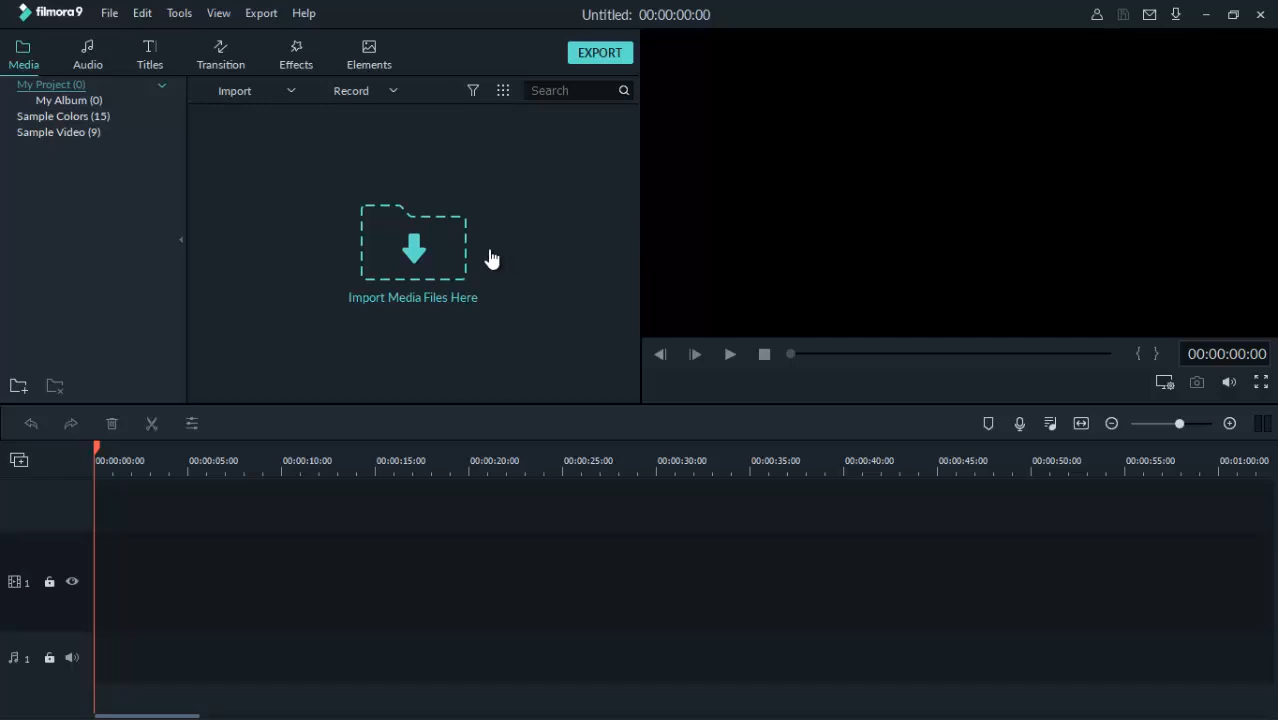 filmora9 File Edit Tools View Export Help Untitled: 00:00:00:00
Media Audio Titles Transition Effects Elements EXPORT
My Project (0) Import Record Search
My Album (0)
Sample Colors (15)
Sample Video (9)
Import Media Files Here
00:00:00:00
00:00:00:00 00:00:05:00 00:00:10:00 00:00:15:00 00:00:20:00 00:00:25:00 00:00:30:00 00:00:35:00 00:00:40:00 00:00:45:00 00:00:50:00 00:00:55:00 00:01:00:00
1
1